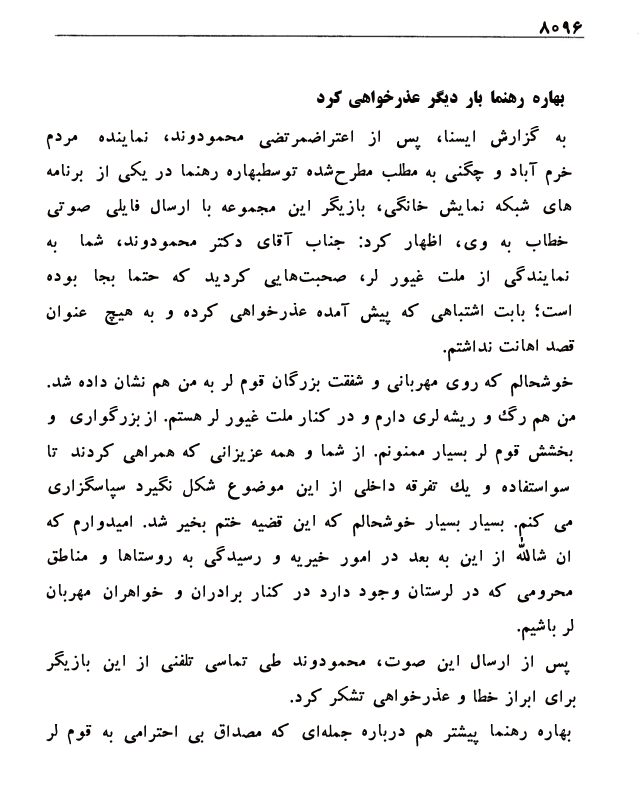 ۸۰۹۶
بهاره رهنما بار دیگر عذرخواهی کرد
به گزارش ایسنا، پس از اعتراضمرتضی محمودوند، نماینده مردم
خرم آباد و چگنی به مطلب مطرح‌شده توسطبهاره رهنما در یکی از برنامه
های شبکه نمایش خانگی، بازیگر این مجموعه با ارسال فایلی صوتی
خطاب به وی، اظهار کرد: جناب آقای دکتر محمودوند، شما به
نمایندگی از ملت غیور لر، صحبت‌هایی کردید که حتما بجا بوده
است؛ بابت اشتباهی که پیش آمده عذرخواهی کرده و به هیچ عنوان
قصد اهانت نداشتم.
خوشحالم که روی مهربانی و شفقت بزرگان قوم لر به من هم نشان داده شد.
من هم رگ و ریشه لری دارم و در کنار ملت غیور لر هستم. از بزرگواری و
بخشش قوم لر بسیار ممنونم. از شما و همه عزیزانی که همراهی کردند تا
سواستفاده و یك تفرقه داخلی از این موضوع شکل نگیرد سپاسگزاری
می کنم. بسیار بسیار خوشحالم که این قضیه ختم بخیر شد. امیدوارم که
ان شالله از این به بعد در امور خیریه و رسیدگی به روستاها و مناطق
محرومی که در لرستان وجود دارد در کنار برادران و خواهران مهربان
لر باشیم.
پس از ارسال این صوت، محمودوند طی تماسی تلفنی از این بازیگر
برای ابراز خطا و عذرخواهی تشکر کرد.
بهاره رهنما پیشتر هم درباره جمله‌ای که مصداق بی احترامی به قوم لر